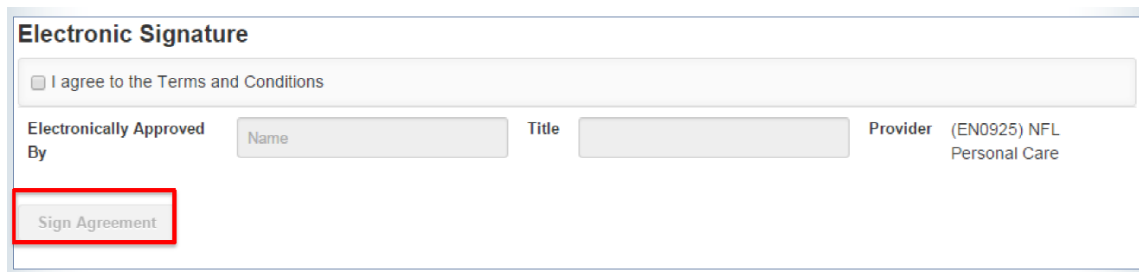 Electronic Signature
I agree to the Terms and Conditions
Electronically Approved By
Name
Title
Provider
(EN0925) NFL
Personal Care
Sign Agreement